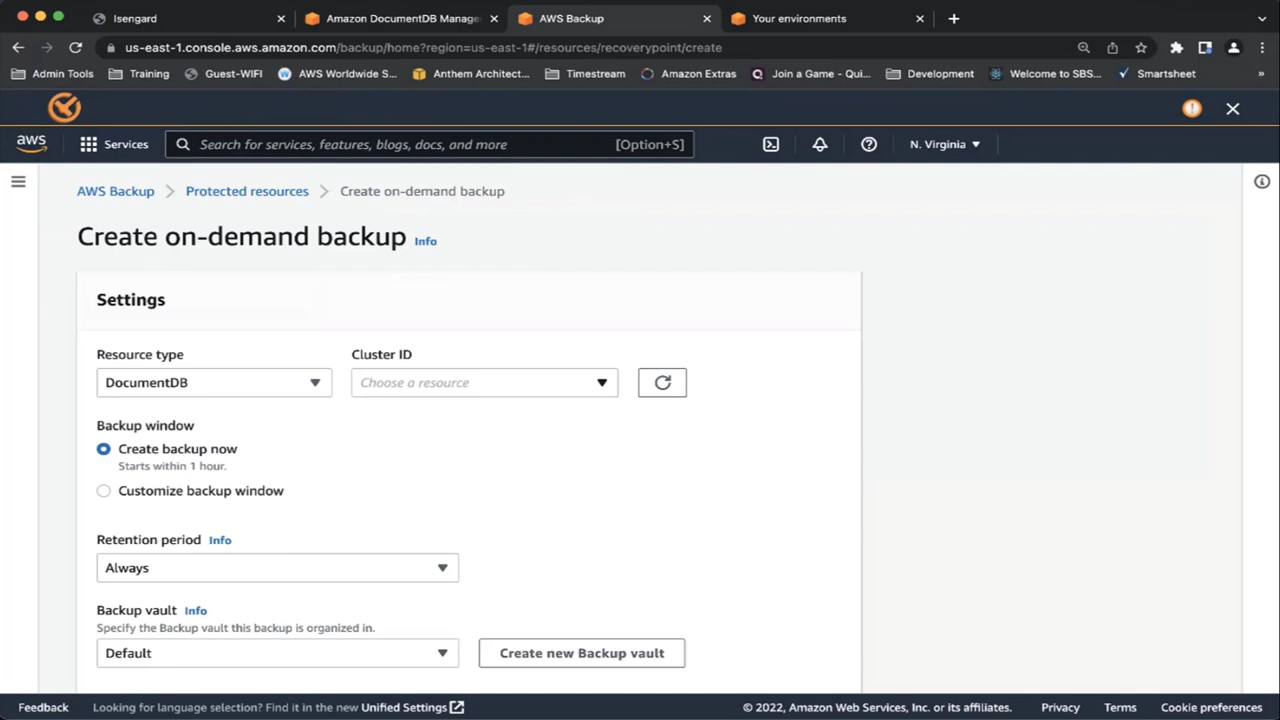 Isengard
Amazon DocumentDB Manage
AWS Backup
Your environments
us-east-1.console.aws.amazon.com/backup/home?region=us-east-1#/resources/recoverypoint/create
Admin Tools
Training
Guest-WIFI
AWS Worldwide S...
Anthem Architect...
Timestream
Amazon Extras
Join a Game - Qui...
Development
Welcome to SBS...
Smartsheet
aws
Services
Search for services, features, blogs, docs, and more
[Option+S]
N. Virginia
AWS Backup
Protected resources
Create on-demand backup
Create on-demand backup Info
Settings
Resource type
Cluster ID
DocumentDB
Choose a resource
Backup window
Create backup now
Starts within 1 hour.
Customize backup window
Retention period Info
Always
Backup vault Info
Specify the Backup vault this backup is organized in.
Default
Create new Backup vault
Feedback
Looking for language selection? Find it in the new Unified Settings
© 2022, Amazon Web Services, Inc. or its affiliates.
Privacy
Terms
Cookie preferences